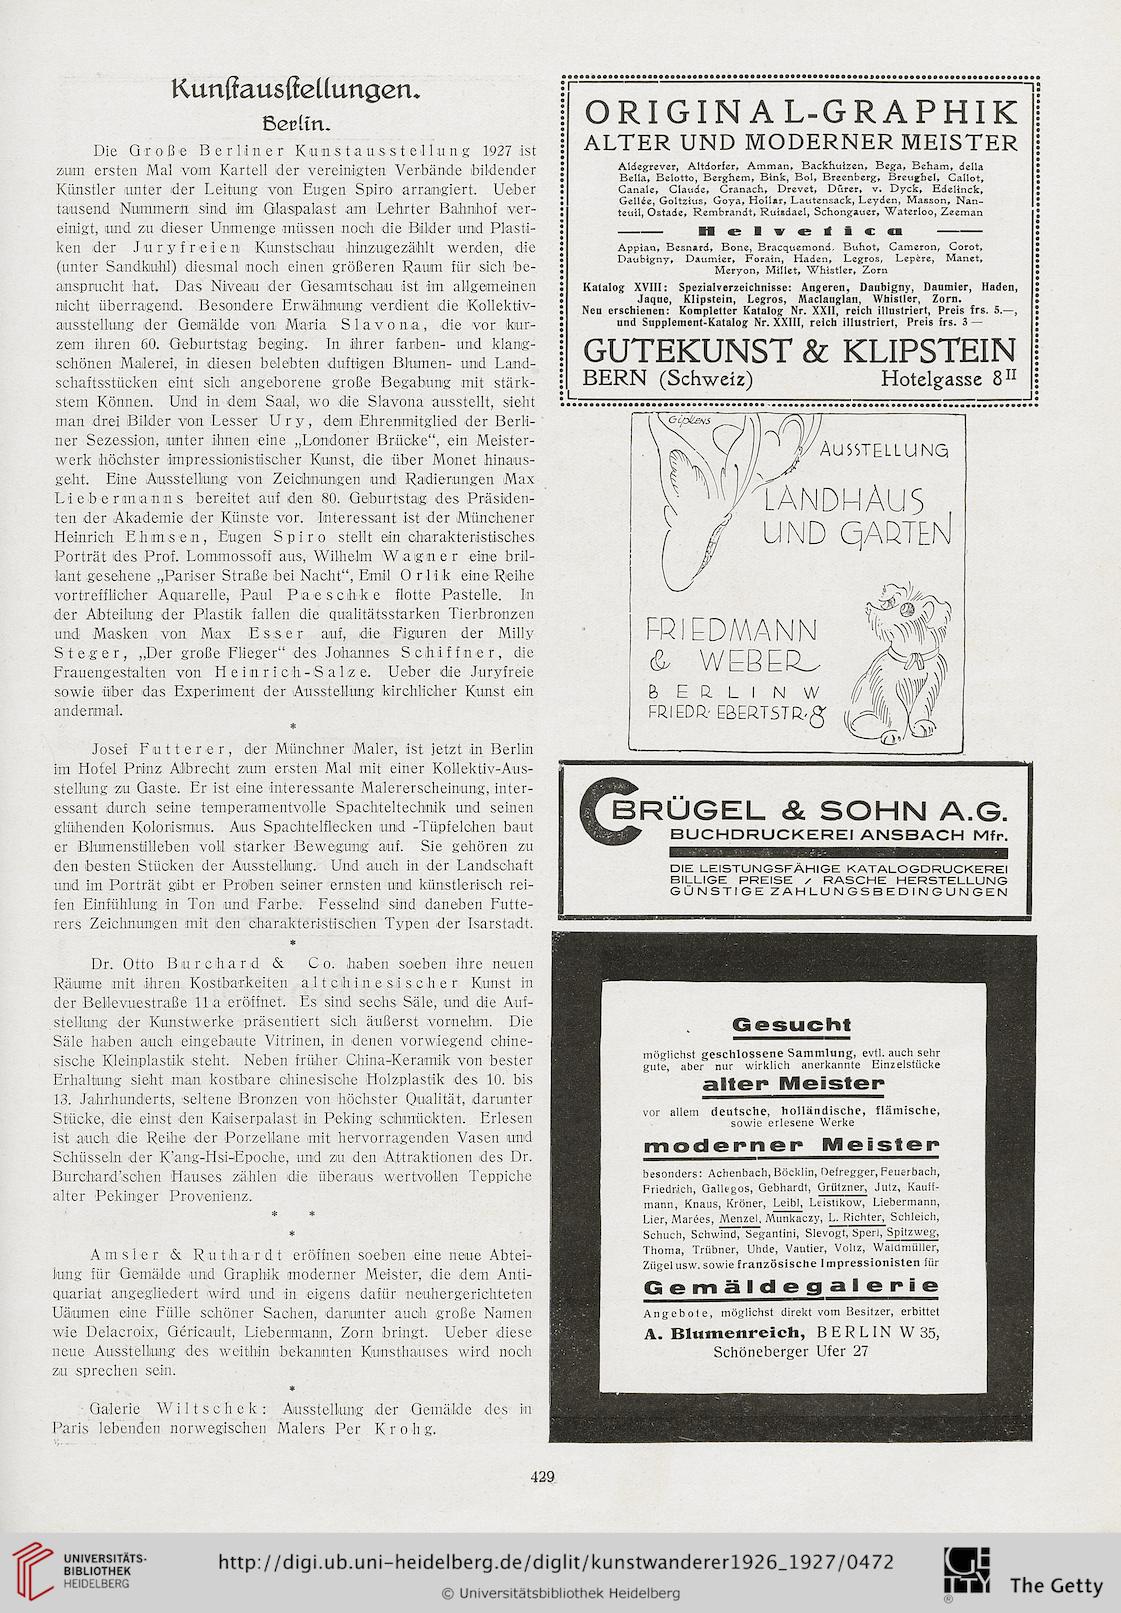 Kunstausstellungen.
Berlin.
Die Große Berliner Kunstausstellung 1927 ist
zum ersten Mal vom Kartell der vereinigten Verbände bildender
Künstler unter der Leitung von Eugen Spiro arrangiert. Ueber
tausend Nummern sind im Glaspalast am Lehrter Bahnhof ver-
einigt, und zu dieser Unmenge müssen noch die Bilder und Plasti-
ken der Juryfreien Kunstschau hinzugezählt werden, die
(unter Sandkuhl) diesmal noch einen größeren Raum für sich be-
ansprucht hat. Das Niveau der Gesamtschau ist im allgemeinen
nicht überragend. Besondere Erwähnung verdient die Kollektiv-
ausstellung der Gemälde von Maria Slavona, die vor kur-
zem ihren 60. Geburtstag beging. In ihrer farben- und klang-
schönen Malerei, in diesen belebten duftigen Blumen- und Land-
schaftsstücken eint sich angeborene große Begabung mit stärk-
stem Können. Und in dem Saal, wo die Slavona ausstellt, sieht
man drei Bilder von Lesser Ury, dem Ehrenmitglied der Berli-
ner Sezession, unter ihnen eine „Londoner Brücke“, ein Meister-
werk höchster impressionistischer Kunst, die über Monet hinaus-
geht. Eine Ausstellung von Zeichnungen und Radierungen Max
Liebermanns bereitet auf den 80. Geburtstag des Präsiden-
ten der Akademie der Künste vor. Interessant ist der Münchener
Heinrich Ehmsen, Eugen Spiro stellt ein charakteristisches
Porträt des Prof. Lommossoff aus, Wilhelm Wagner eine bril-
lant gesehene „Pariser Straße bei Nacht“, Emil Orlik eine Reihe
vortrefflicher Aquarelle, Paul Paeschke flotte Pastelle. In
der Abteilung der Plastik fallen die qualitätsstarken Tierbronzen
und Masken von Max Esser auf, die Figuren der Milly
Steger, „Der große Flieger“ des Johannes Schiffner, die
Frauengestalten von Heinrich-Salze. Ueber die Juryfreie
sowie über das Experiment der Ausstellung kirchlicher Kunst ein
andermal.
*
Josef Futterer, der Münchner Maler, ist jetzt in Berlin
im Hotel Prinz Albrecht zum ersten Mal mit einer Kollektiv-Aus-
stellung zu Gaste. Er ist eine interessante Malererscheinung, inter-
essant durch seine temperamentvolle Spachteltechnik und seinen
glühenden Kolorismus. Aus Spachtelflecken und -Tüpfelchen baut
er Blumenstilleben voll starker Bewegung auf. Sie gehören zu
den besten Stücken der Ausstellung. Und auch in der Landschaft
und im Porträt gibt er Proben seiner ernsten und künstlerisch rei-
fen Einfühlung in Ton und Farbe. Fesselnd sind daneben Futte-
rers Zeichnungen mit den charakteristischen Typen der Isarstadt.
*
Dr. Otto Burchard & Co. haben soeben ihre neuen
Räume mit ihren Kostbarkeiten altchinesischer Kunst in
der Bellevuestraße 11a eröffnet. Es sind sechs Säle, und die Auf-
stellung der Kunstwerke präsentiert sich äußerst vornehm. Die
Säle haben auch eingebaute Vitrinen, in denen vorwiegend chine-
sische Kleinplastik steht. Neben früher China-Keramik von bester
Erhaltung sieht man kostbare chinesische Holzplastik des 10. bis
13. Jahrhunderts, seltene Bronzen von höchster Qualität, darunter
Stücke, die einst den Kaiserpalast in Peking schmückten. Erlesen
ist auch die Reihe der Porzellane mit hervorragenden Vasen und
Schüsseln der K'ang-Hsi-Epoche, und zu den Attraktionen des Dr.
Burchard'schen Hauses zählen die überaus wertvollen Teppiche
alter Pekinger Provenienz.
* *
*
Amsler & Ruthardt eröffnen soeben eine neue Abtei-
lung für Gemälde und Graphik moderner Meister, die dem Anti-
quariat angegliedert wird und in eigens dafür neuhergerichteten
Uäumen eine Fülle schöner Sachen, darunter auch große Namen
wie Delacroix, Géricault, Liebermann, Zorn bringt. Ueber diese
neue Ausstellung des weithin bekannten Kunsthauses wird noch
zu sprechen sein.
*
Galerie Wiltschek: Ausstellung der Gemälde des in
Paris lebenden norwegischen Malers Per Krohg.
ORIGINAL-GRAPHIK
ALTER UND MODERNER MEISTER
Aldegrever, Altdorfer, Amman, Backhuizen, Bega, Beham, della
Bella, Belotto, Berghem, Bink, Bol, Breenberg, Breughel, Callot,
Canale, Claude, Cranach, Drevet, Dürer, v. Dyck, Edelinck,
Gellée, Goltzius, Goya, Hollar, Lautensack, Leyden, Masson, Nan-
teuil, Ostade, Rembrandt, Ruisdael, Schongauer, Waterloo, Zeeman
Helvetica
Appian, Besnard, Bone, Bracquemond, Buhot, Cameron, Corot,
Daubigny, Daumier, Forain, Haden, Legros, Lepère, Manet,
Meryon, Millet, Whistler, Zorn
Katalog XVIII: Spezialverzeichnisse: Angeren, Daubigny, Daumier, Haden,
Jaque, Klipstein, Legros, Maclauglan, Whistler, Zorn.
Neu erschienen: Kompletter Katalog Nr. XXII, reich illustriert, Preis frs. 5.—,
und Supplement-Katalog Nr. XXIII, reich illustriert, Preis frs. 3 —
GUTEKUNST & KLIPSTEIN
BERN (Schweiz) Hotelgasse 8II
Gipkens
AUSSTELLUNG
LANDHAUS
UND GARTEN
FRIEDMANN
& WEBER
BERLIN W
FRIEDR. EBERTSTR. 8
BRÜGEL & SOHN A.G.
BUCHDRUCKEREI ANSBACH Mfr.
DIE LEISTUNGSFÄHIGE KATALOGDRUCKEREI
BILLIGE PREISE / RASCHE HERSTELLUNG
GÜNSTIGE ZAHLUNGSBEDINGUNGEN
Gesucht
möglichst geschlossene Sammlung, evtl. auch sehr
gute, aber nur wirklich anerkannte Einzelstücke
alter Meister
vor allem deutsche, holländische, flämische,
sowie erlesene Werke
moderner Meister
besonders: Achenbach, Böcklin, Defregger, Feuerbach,
Friedrich, Gallegos, Gebhardt, Grützner, Jutz, Kauff-
mann, Knaus, Kröner, Leibl, Leistikow, Liebermann,
Lier, Marées, Menzel, Munkaczy, L. Richter, Schleich,
Schuch, Schwind, Segantini, Slevogt, Sperl, Spitzweg,
Thoma, Trübner, Uhde, Vautier, Voltz, Waldmüller,
Zügel usw. sowie französische Impressionisten für
Gemäldegalerie
Angebote, möglichst direkt vom Besitzer, erbittet
A. Blumenreich, BERLIN W 35,
Schöneberger Ufer 27
429
UNIVERSITÄTS-
BIBLIOTHEK
HEIDELBERG
http://digi.ub.uni-heidelberg.de/diglit/kunstwanderer1926_1927/0472
© Universitätsbibliothek Heidelberg
GETTY
®
The Getty